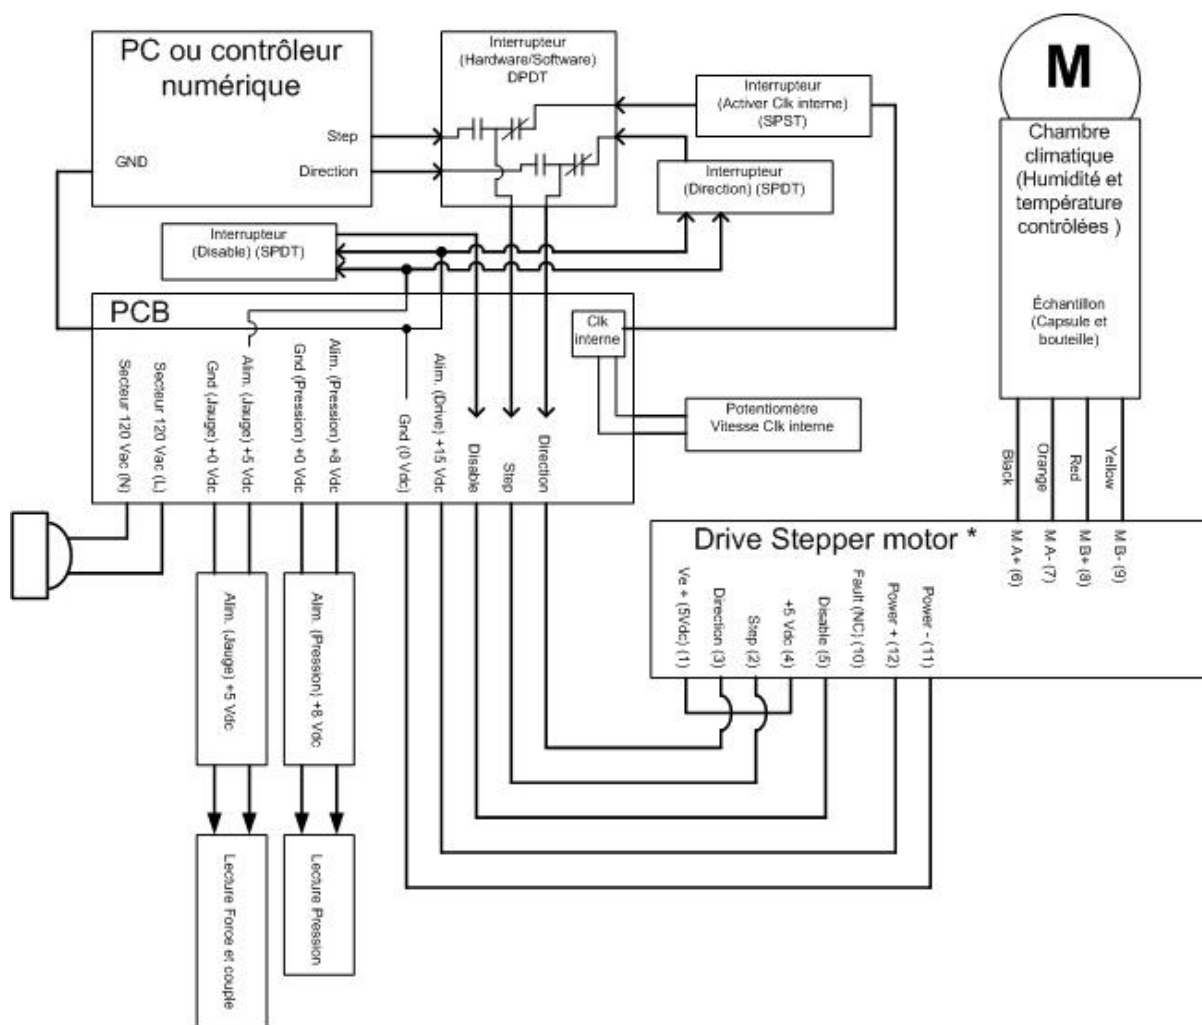 PC ou contrôleur
numérique
Step
GND
Direction
Interrupteur
(Hardware/Software)
DPDT
Interrupteur
(Activer Clk interne)
(SPST)
Interrupteur
(Direction) (SPDT)
Interrupteur
(Disable) (SPDT)
M
Chambre
climatique
(Humidité et
température
contrôlées )
Échantillon
(Capsule et
bouteille)
PCB
Clk
interne
Potentiomètre
Vitesse Clk interne
Secteur 120 Vac (N)
Secteur 120 Vac (L)
Gnd (Jauge) +0 Vdc
Alim. (Jauge) +5 Vdc
Gnd (Pression) +0 Vdc
Alim. (Pression) +8 Vdc
Gnd (0 Vdc)
Alim. (Drive) +15 Vdc
Disable
Step
Direction
Black
Orange
Red
Yellow
Drive Stepper motor *
M A+ (6)
M A- (7)
M B+ (8)
M B- (9)
Ve + (5Vdc) (1)
Direction (3)
Step (2)
+5 Vdc (4)
Disable (5)
Fault (NC) (10)
Power + (12)
Power - (11)
Alim. (Jauge) +5 Vdc
Alim. (Pression) +8 Vdc
Lecture Force et couple
Lecture Pression